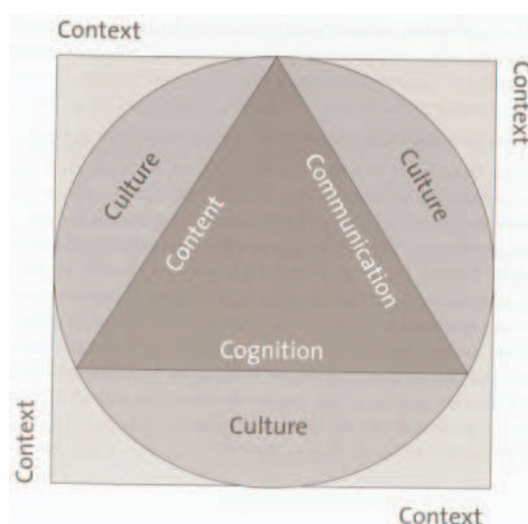 Context
Context
Culture
Culture
Content
Communication
Cognition
Culture
Context
Context